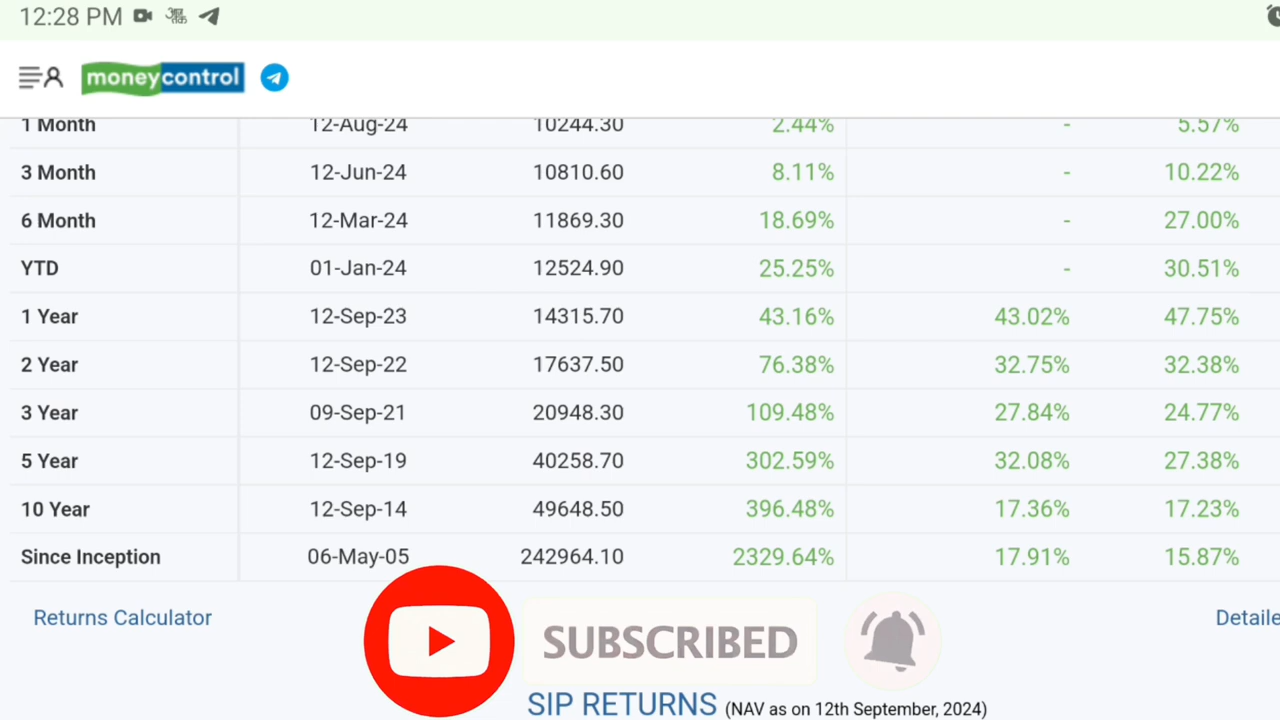 12:28 PM
moneycontrol
1 Month 12-Aug-24 10244.30 2.44% - 5.57%
3 Month 12-Jun-24 10810.60 8.11% - 10.22%
6 Month 12-Mar-24 11869.30 18.69% - 27.00%
YTD 01-Jan-24 12524.90 25.25% - 30.51%
1 Year 12-Sep-23 14315.70 43.16% 43.02% 47.75%
2 Year 12-Sep-22 17637.50 76.38% 32.75% 32.38%
3 Year 09-Sep-21 20948.30 109.48% 27.84% 24.77%
5 Year 12-Sep-19 40258.70 302.59% 32.08% 27.38%
10 Year 12-Sep-14 49648.50 396.48% 17.36% 17.23%
Since Inception 06-May-05 242964.10 2329.64% 17.91% 15.87%
Returns Calculator Detaile
SUBSCRIBED
SIP RETURNS (NAV as on 12th September, 2024)